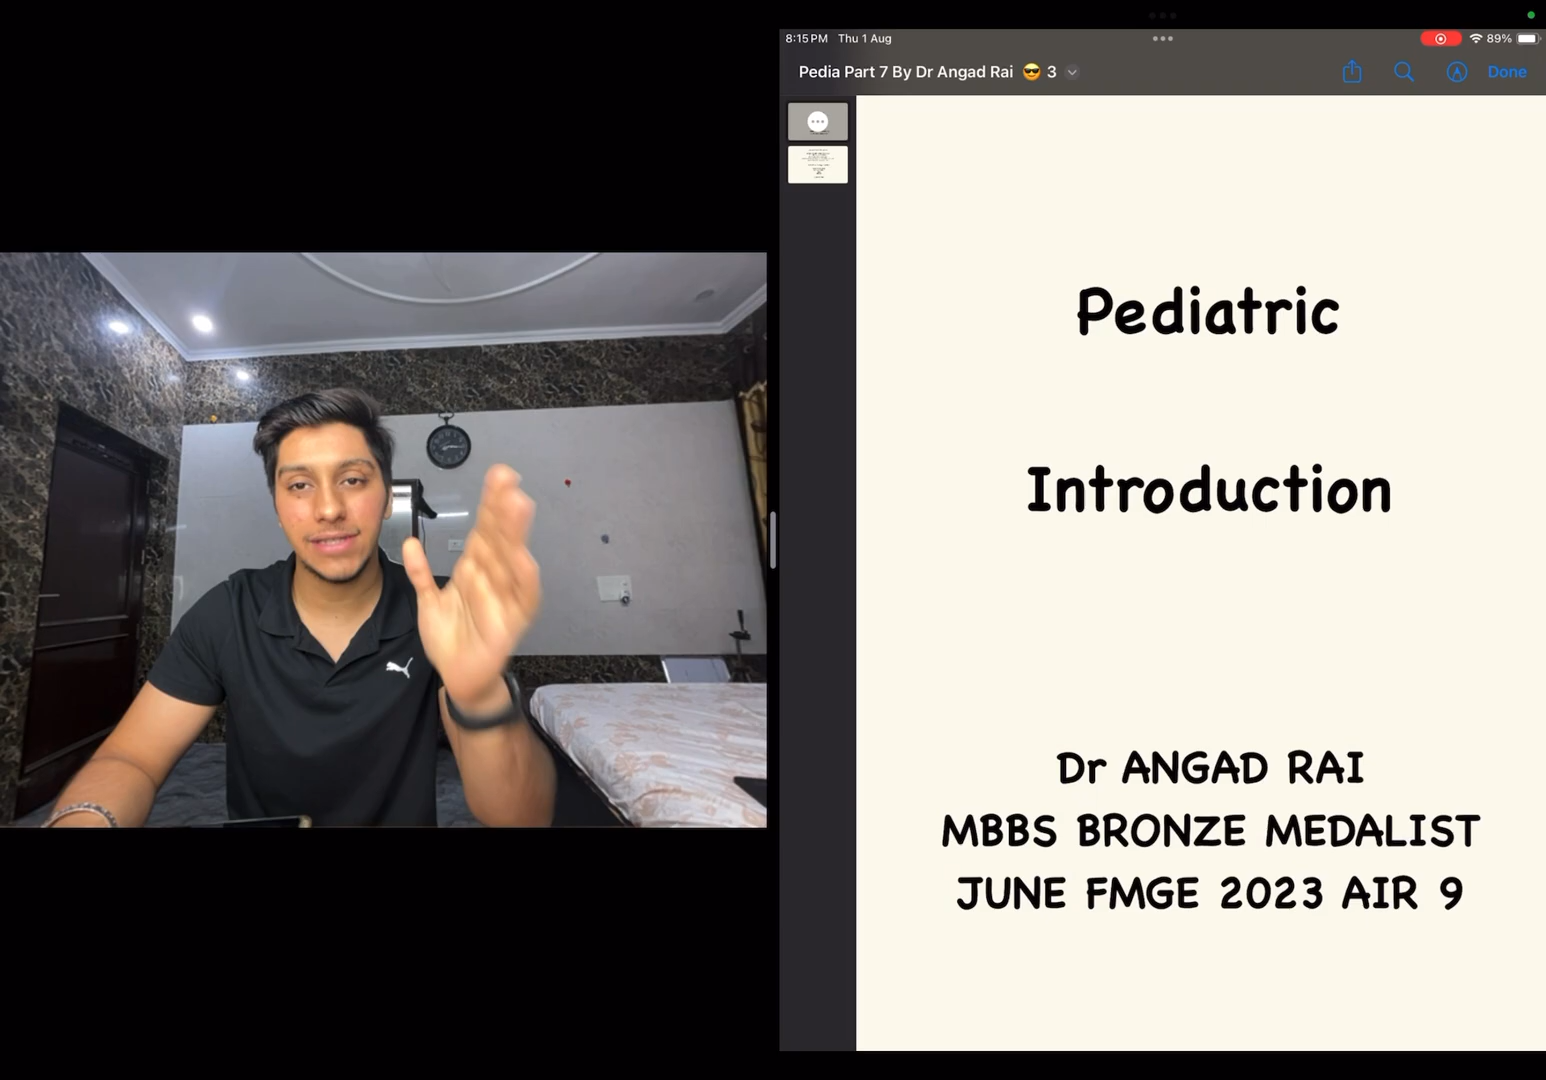 8:15 PM Thu 1 Aug
89%
Pedia Part 7 By Dr Angad Rai 😎 3
Done
Pediatric
Introduction
Dr ANGAD RAI
MBBS BRONZE MEDALIST
JUNE FMGE 2023 AIR 9